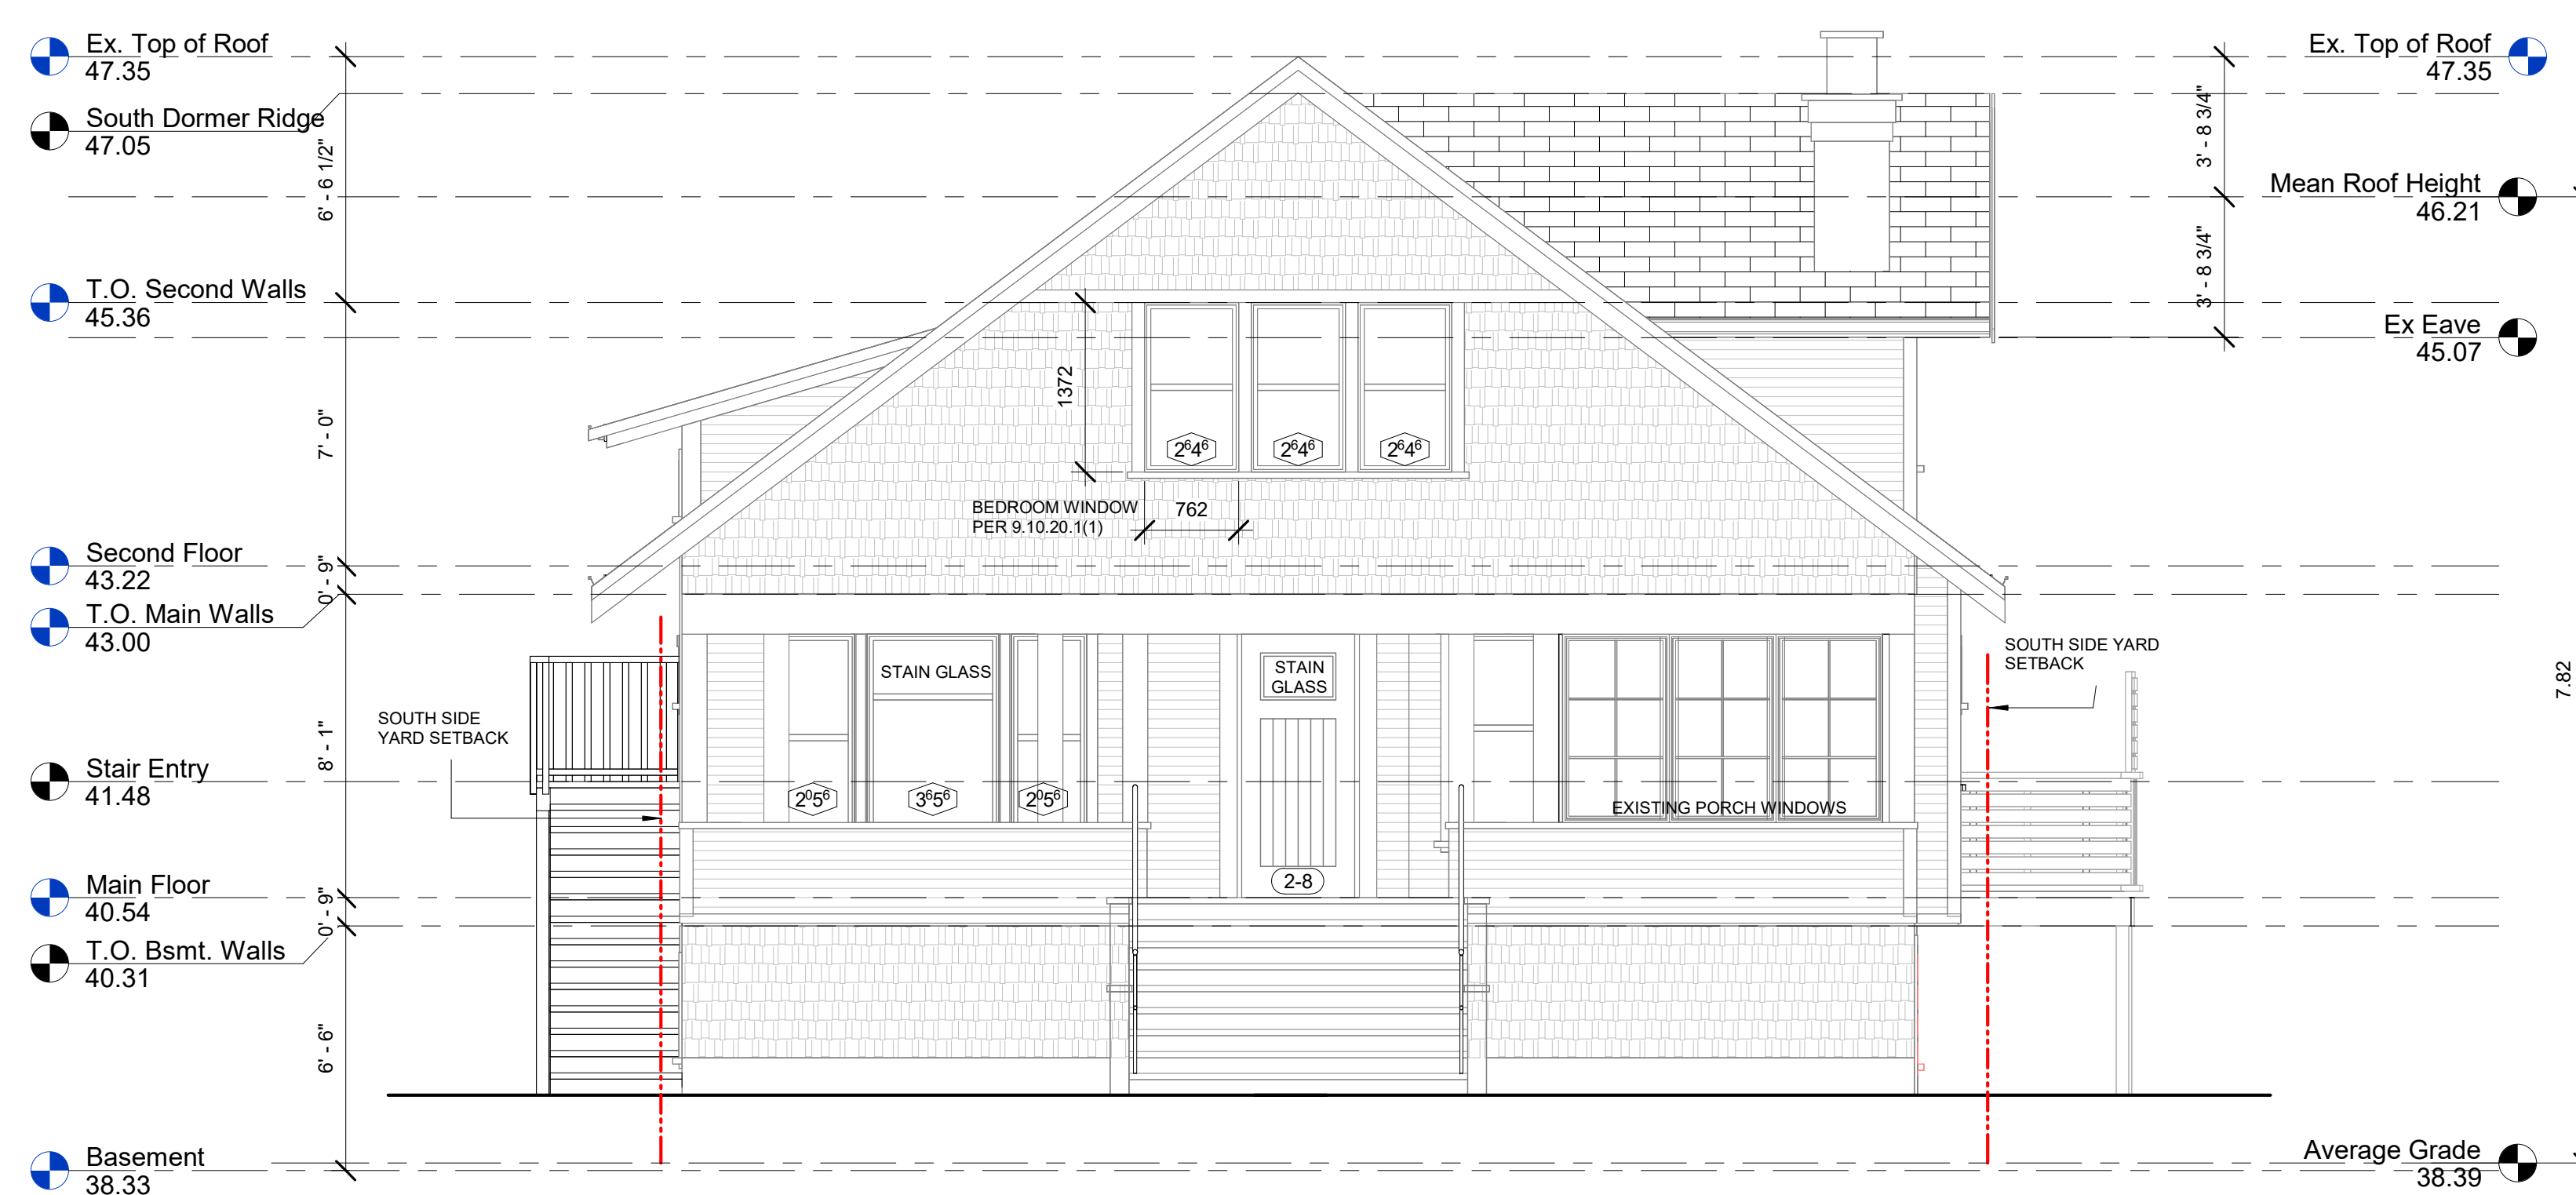 Ex. Top of Roof
47.35
South Dormer Ridge
47.05
6' - 6 1/2"
T.O. Second Walls
45.36
7' - 0"
Second Floor
43.22
0' - 9"
T.O. Main Walls
43.00
8' - 1"
Stair Entry
41.48
Main Floor
40.54
0' - 9"
T.O. Bsmt. Walls
40.31
6' - 6"
Basement
38.33
SOUTH SIDE
YARD SETBACK
1372
2⁶4⁶
2⁶4⁶
2⁶4⁶
BEDROOM WINDOW
PER 9.10.20.1(1)
762
STAIN GLASS
STAIN
GLASS
2⁰5⁶
3⁶5⁶
2⁰5⁶
EXISTING PORCH WINDOWS
2-8
SOUTH SIDE YARD
SETBACK
Ex. Top of Roof
47.35
3' - 8 3/4"
Mean Roof Height
46.21
3' - 8 3/4"
Ex Eave
45.07
7.82
Average Grade
38.39